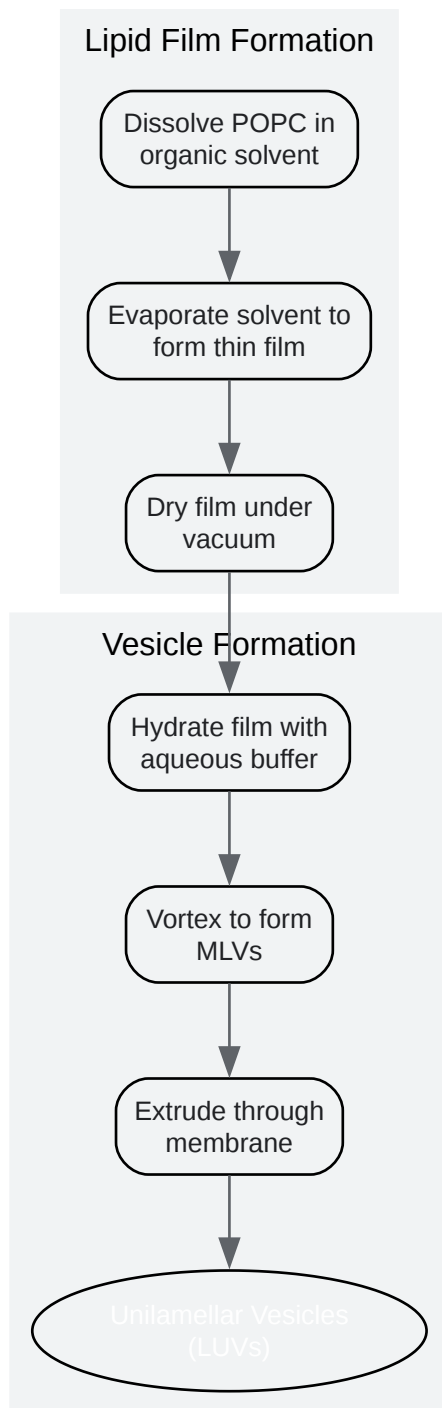 Lipid Film Formation
Dissolve POPC in
organic solvent
Evaporate solvent to
form thin film
Dry film under
vacuum
Vesicle Formation
Hydrate film with
aqueous buffer
Vortex to form
MLVs
Extrude through
membrane
Unilamellar Vesicles
(LUVs)